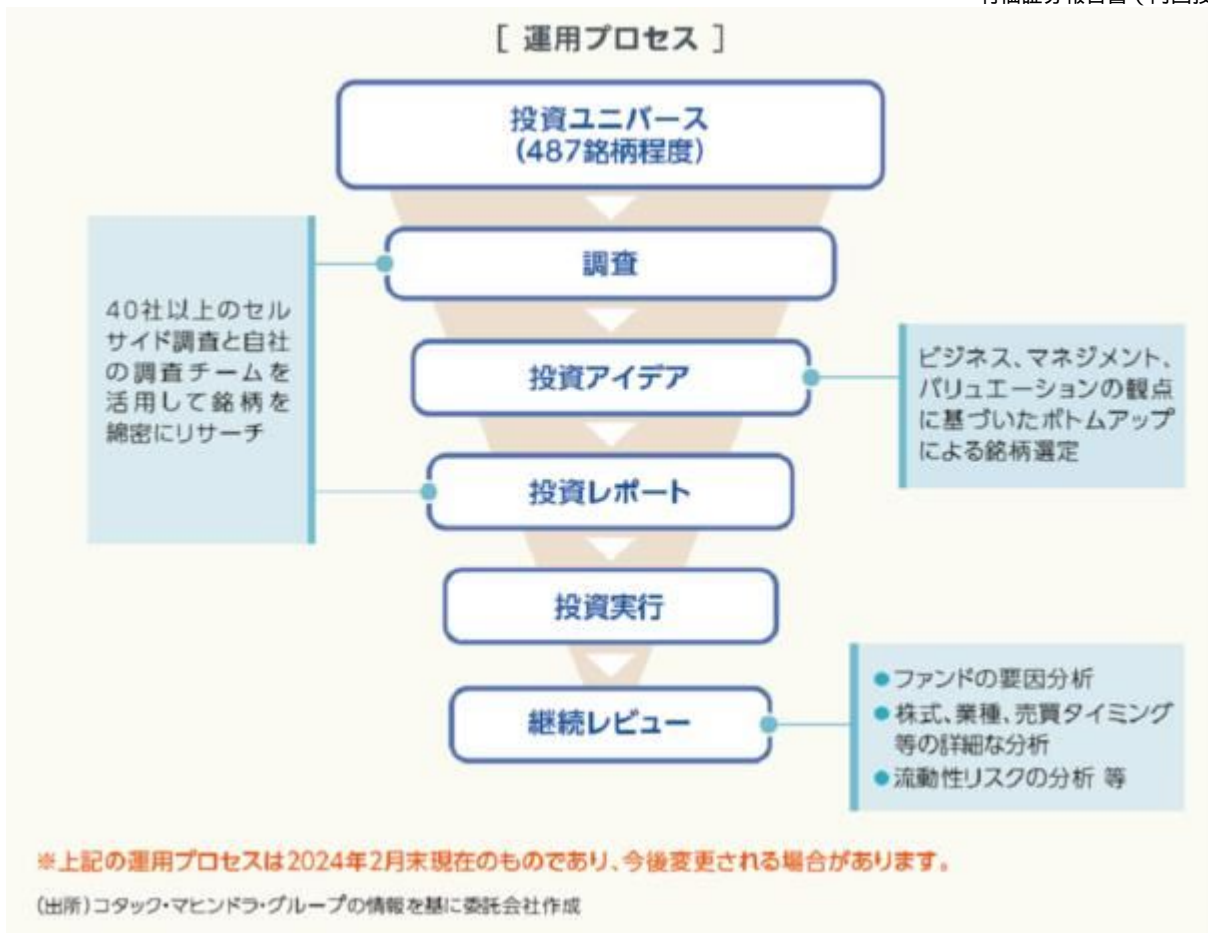 [ 運用プロセス ]
投資ユニバース
(487銘柄程度)
調査
40社以上のセル
サイド調査と自社
の調査チームを
活用して銘柄を
綿密にリサーチ
投資アイデア
ビジネス、マネジメント、
バリュエーションの観点
に基づいたボトムアップ
による銘柄選定
投資レポート
投資実行
継続レビュー
●ファンドの要因分析
●株式、業種、売買タイミング
等の詳細な分析
●流動性リスクの分析 等
※上記の運用プロセスは2024年2月末現在のものであり、今後変更される場合があります。
(出所)コタック・マヒンドラ・グループの情報を基に委託会社作成